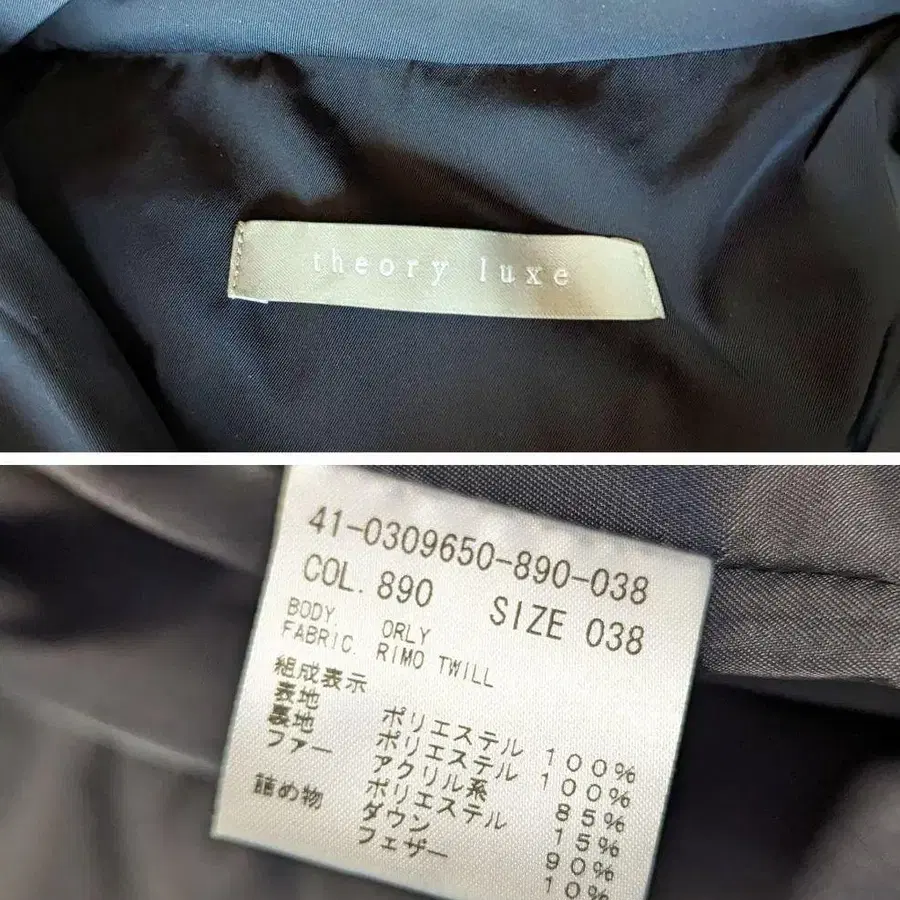 theory luxe
41-0309650-890-038
COL. 890 SIZE 038
BODY. ORLY
FABRIC. RIMO TWILL
組成表示
表地 ポリエステル 100%
裏地 ポリエステル 100%
ファー アクリル系 85%
ポリエステル 15%
詰め物 ダウン 90%
フェザー 10%